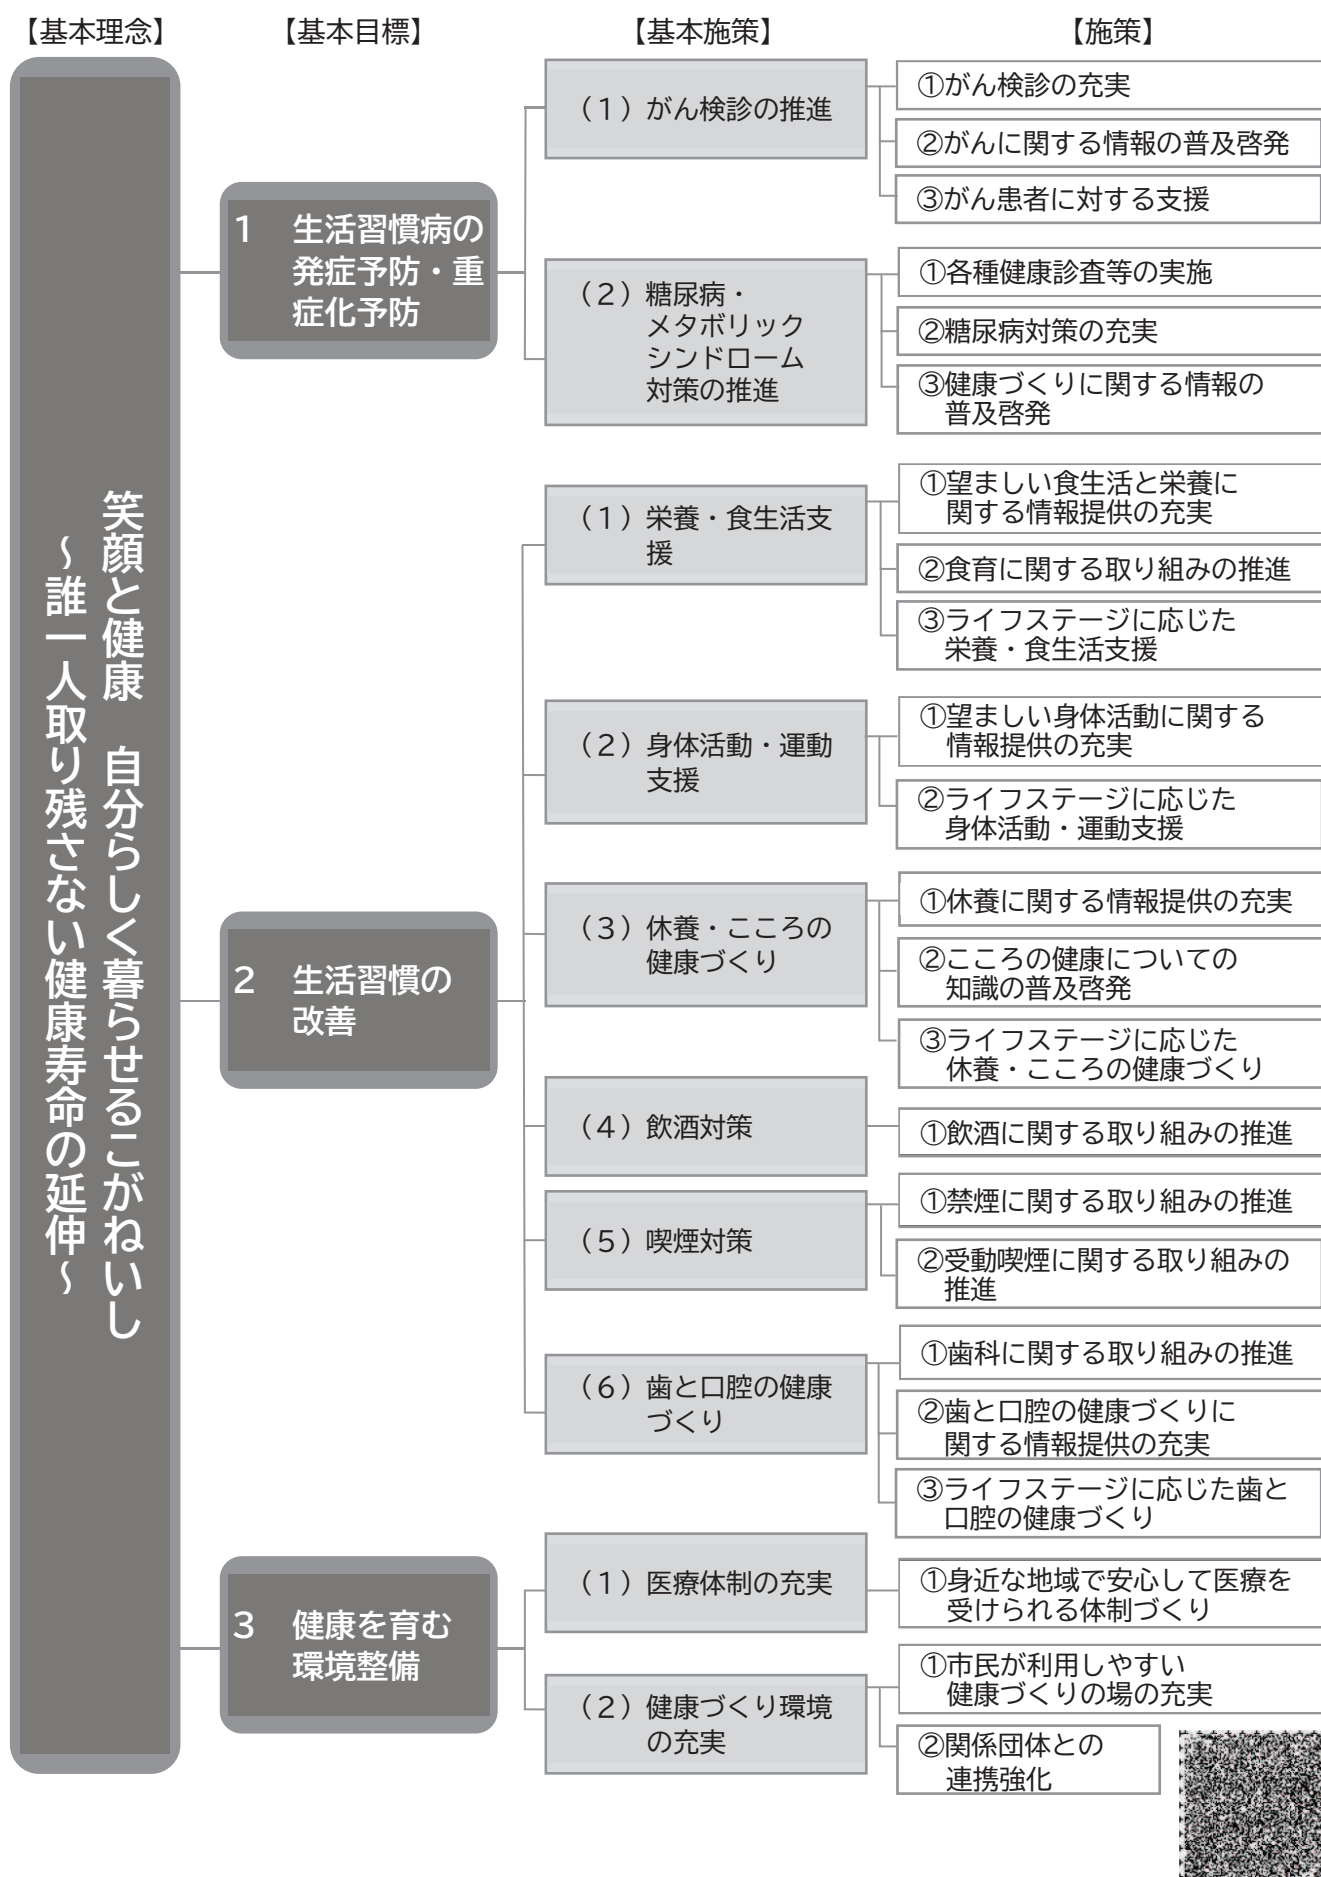 【基本理念】
【基本目標】
【基本施策】
【施策】
笑顔と健康　自分らしく暮らせるこがねいし
～誰一人取り残さない健康寿命の延伸～
1　生活習慣病の
発症予防・重
症化予防
（1）がん検診の推進
①がん検診の充実
②がんに関する情報の普及啓発
③がん患者に対する支援
（2）糖尿病・
メタボリック
シンドローム
対策の推進
①各種健康診査等の実施
②糖尿病対策の充実
③健康づくりに関する情報の
普及啓発
2　生活習慣の
改善
（1）栄養・食生活支
援
①望ましい食生活と栄養に
関する情報提供の充実
②食育に関する取り組みの推進
③ライフステージに応じた
栄養・食生活支援
（2）身体活動・運動
支援
①望ましい身体活動に関する
情報提供の充実
②ライフステージに応じた
身体活動・運動支援
（3）休養・こころの
健康づくり
①休養に関する情報提供の充実
②こころの健康についての
知識の普及啓発
③ライフステージに応じた
休養・こころの健康づくり
（4）飲酒対策
①飲酒に関する取り組みの推進
（5）喫煙対策
①禁煙に関する取り組みの推進
②受動喫煙に関する取り組みの
推進
（6）歯と口腔の健康
づくり
①歯科に関する取り組みの推進
②歯と口腔の健康づくりに
関する情報提供の充実
③ライフステージに応じた歯と
口腔の健康づくり
3　健康を育む
環境整備
（1）医療体制の充実
①身近な地域で安心して医療を
受けられる体制づくり
（2）健康づくり環境
の充実
①市民が利用しやすい
健康づくりの場の充実
②関係団体との
連携強化